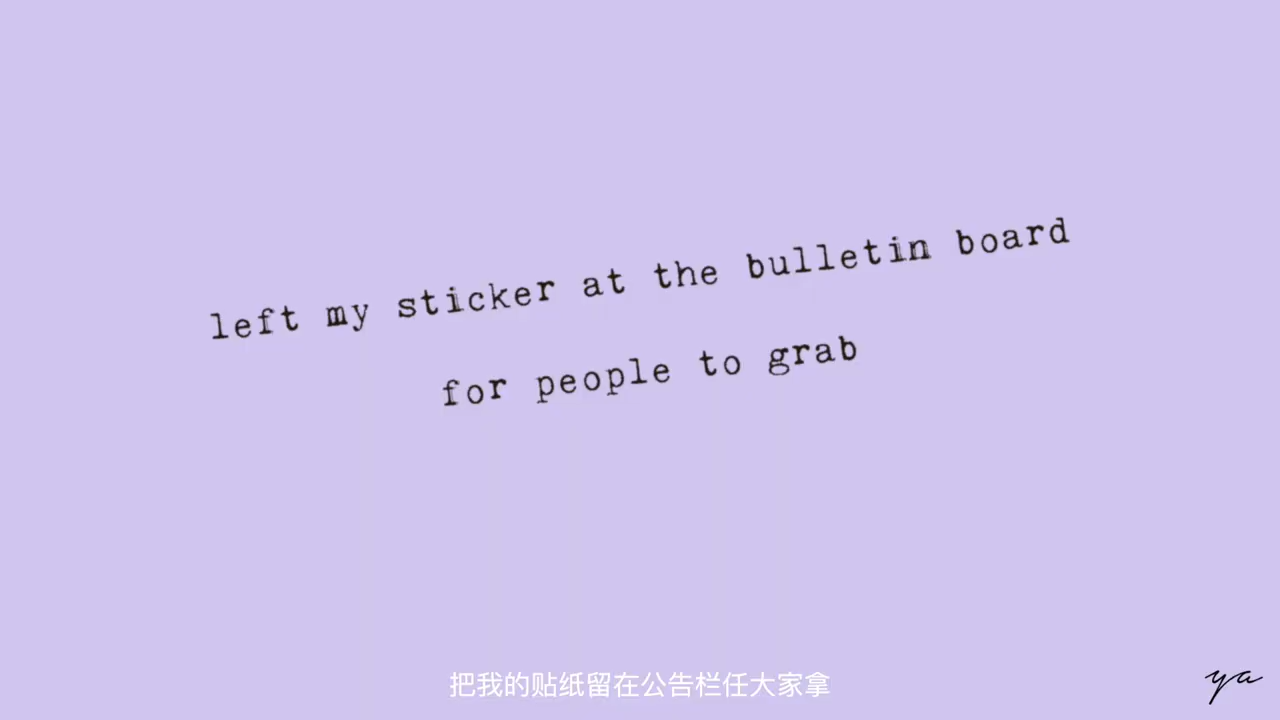 left my sticker at the bulletin board
for people to grab
把我的贴纸留在公告栏任大家拿
ya